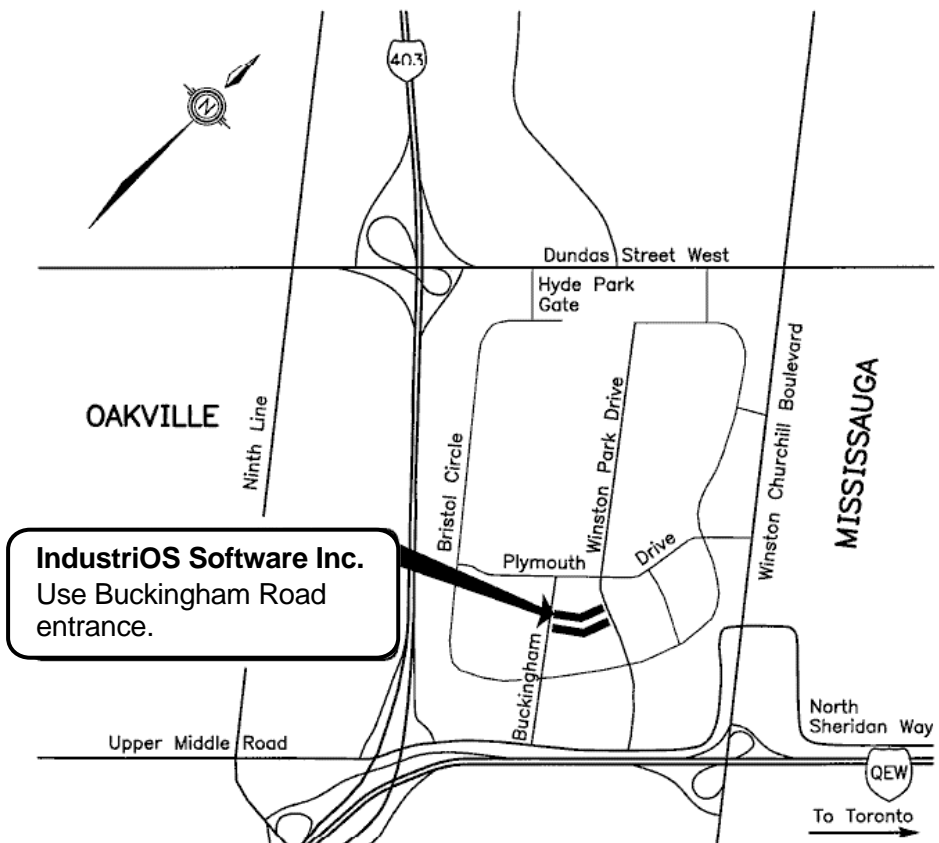 403
N
Dundas Street West
Hyde Park
Gate
OAKVILLE
Ninth Line
Bristol Circle
Winston Park Drive
Winston Churchill Boulevard
MISSISSAUGA
IndustriOS Software Inc.
Use Buckingham Road
entrance.
Plymouth Drive
Buckingham
Upper Middle Road
North
Sheridan Way
QEW
To Toronto